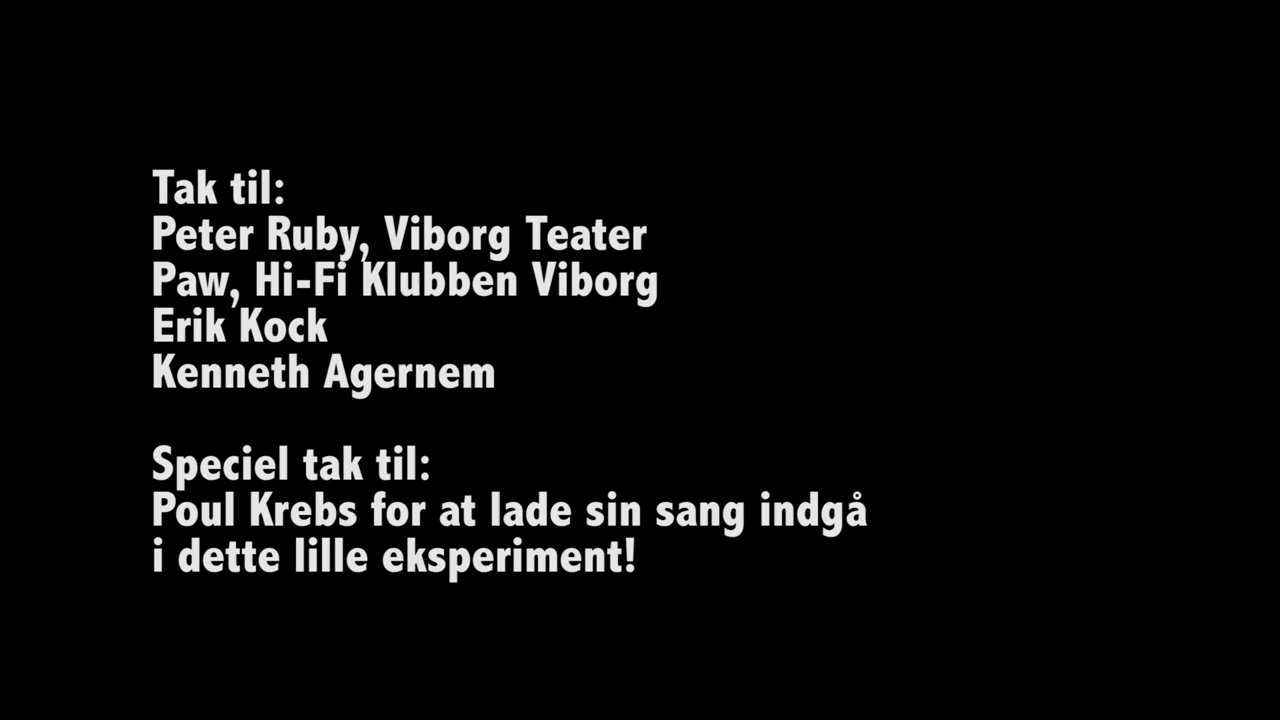 Tak til:
Peter Ruby, Viborg Teater
Paw, Hi-Fi Klubben Viborg
Erik Kock
Kenneth Agernem
Speciel tak til:
Poul Krebs for at lade sin sang indgå
i dette lille eksperiment!